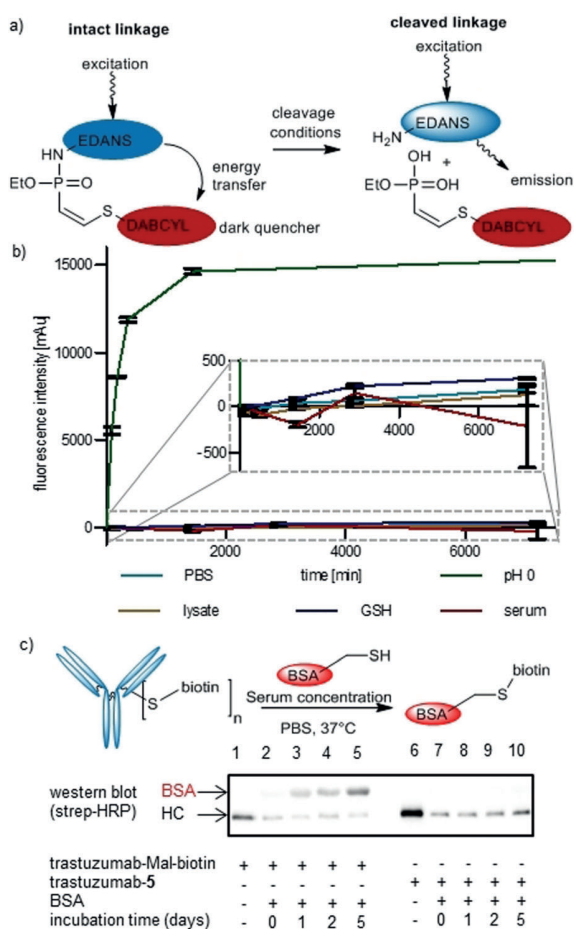 a)
intact linkage
cleaved linkage
excitation
excitation
EDANS
cleavage
conditions
EDANS
HN
H2N
energy
transfer
OH
+
EtO P O
EtO P OH
emission
S
DABCYL
dark quencher
S
DABCYL
b)
fluorescence intensity [mAu]
15000
10000
5000
0
500
0
-500
2000 4000 6000
2000 4000 6000
time [min]
PBS
pH 0
lysate
GSH
serum
c)
BSA SH
S biotin
n
Serum concentration
PBS, 37°C
biotin
S
BSA
1 2 3 4 5 6 7 8 9 10
western blot
(strep-HRP)
BSA
HC
trastuzumab-Mal-biotin + + + + + - - - - -
trastuzumab-5 - - - - - + + + + +
BSA - + + + + - + + + +
incubation time (days) - 0 1 2 5 - 0 1 2 5